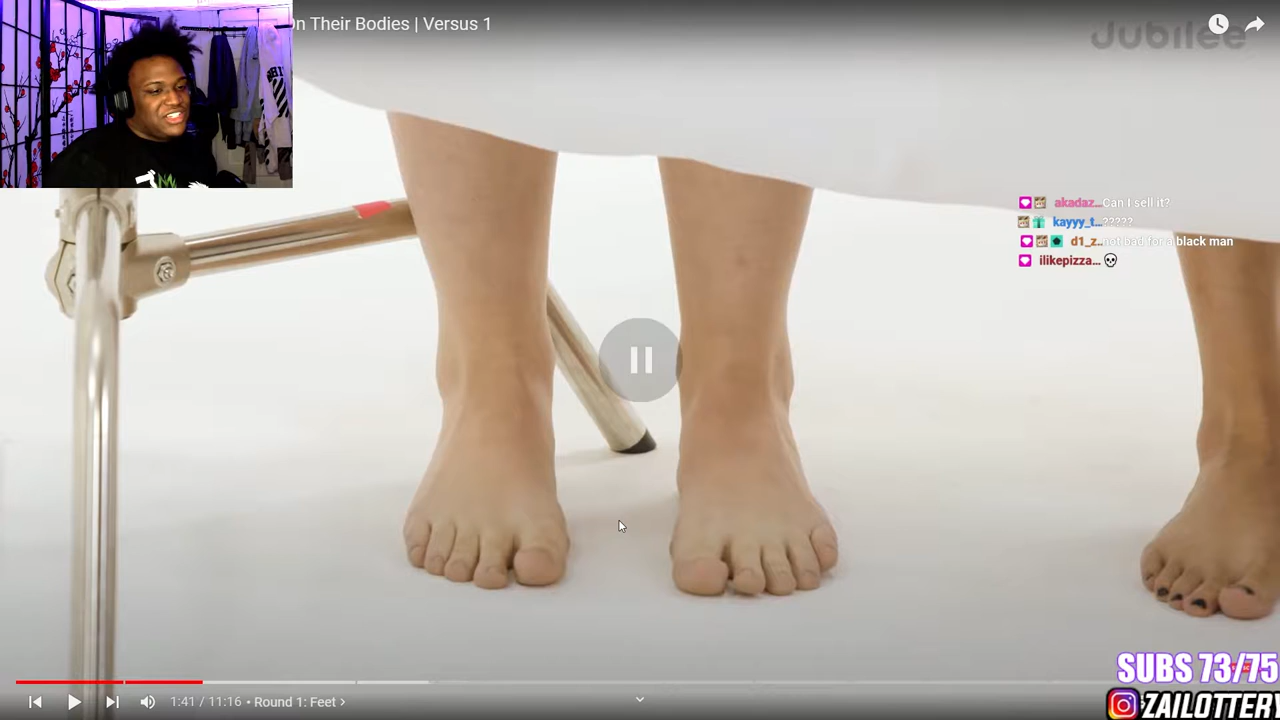 On Their Bodies | Versus 1
Jubilee
akadaz... Can I sell it?
kayyy_t... ?????
d1_z... not bad for a black man
ilikepizza... 💀
SUBS 73/75
1:41 / 11:16 • Round 1: Feet >
ZAILOTTERY